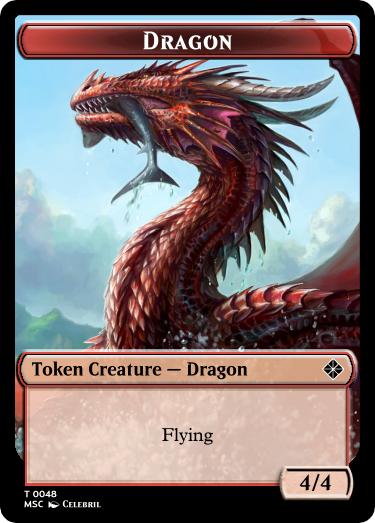 Dragon
Token Creature — Dragon
Flying
4/4
T 0048
MSC Celebril